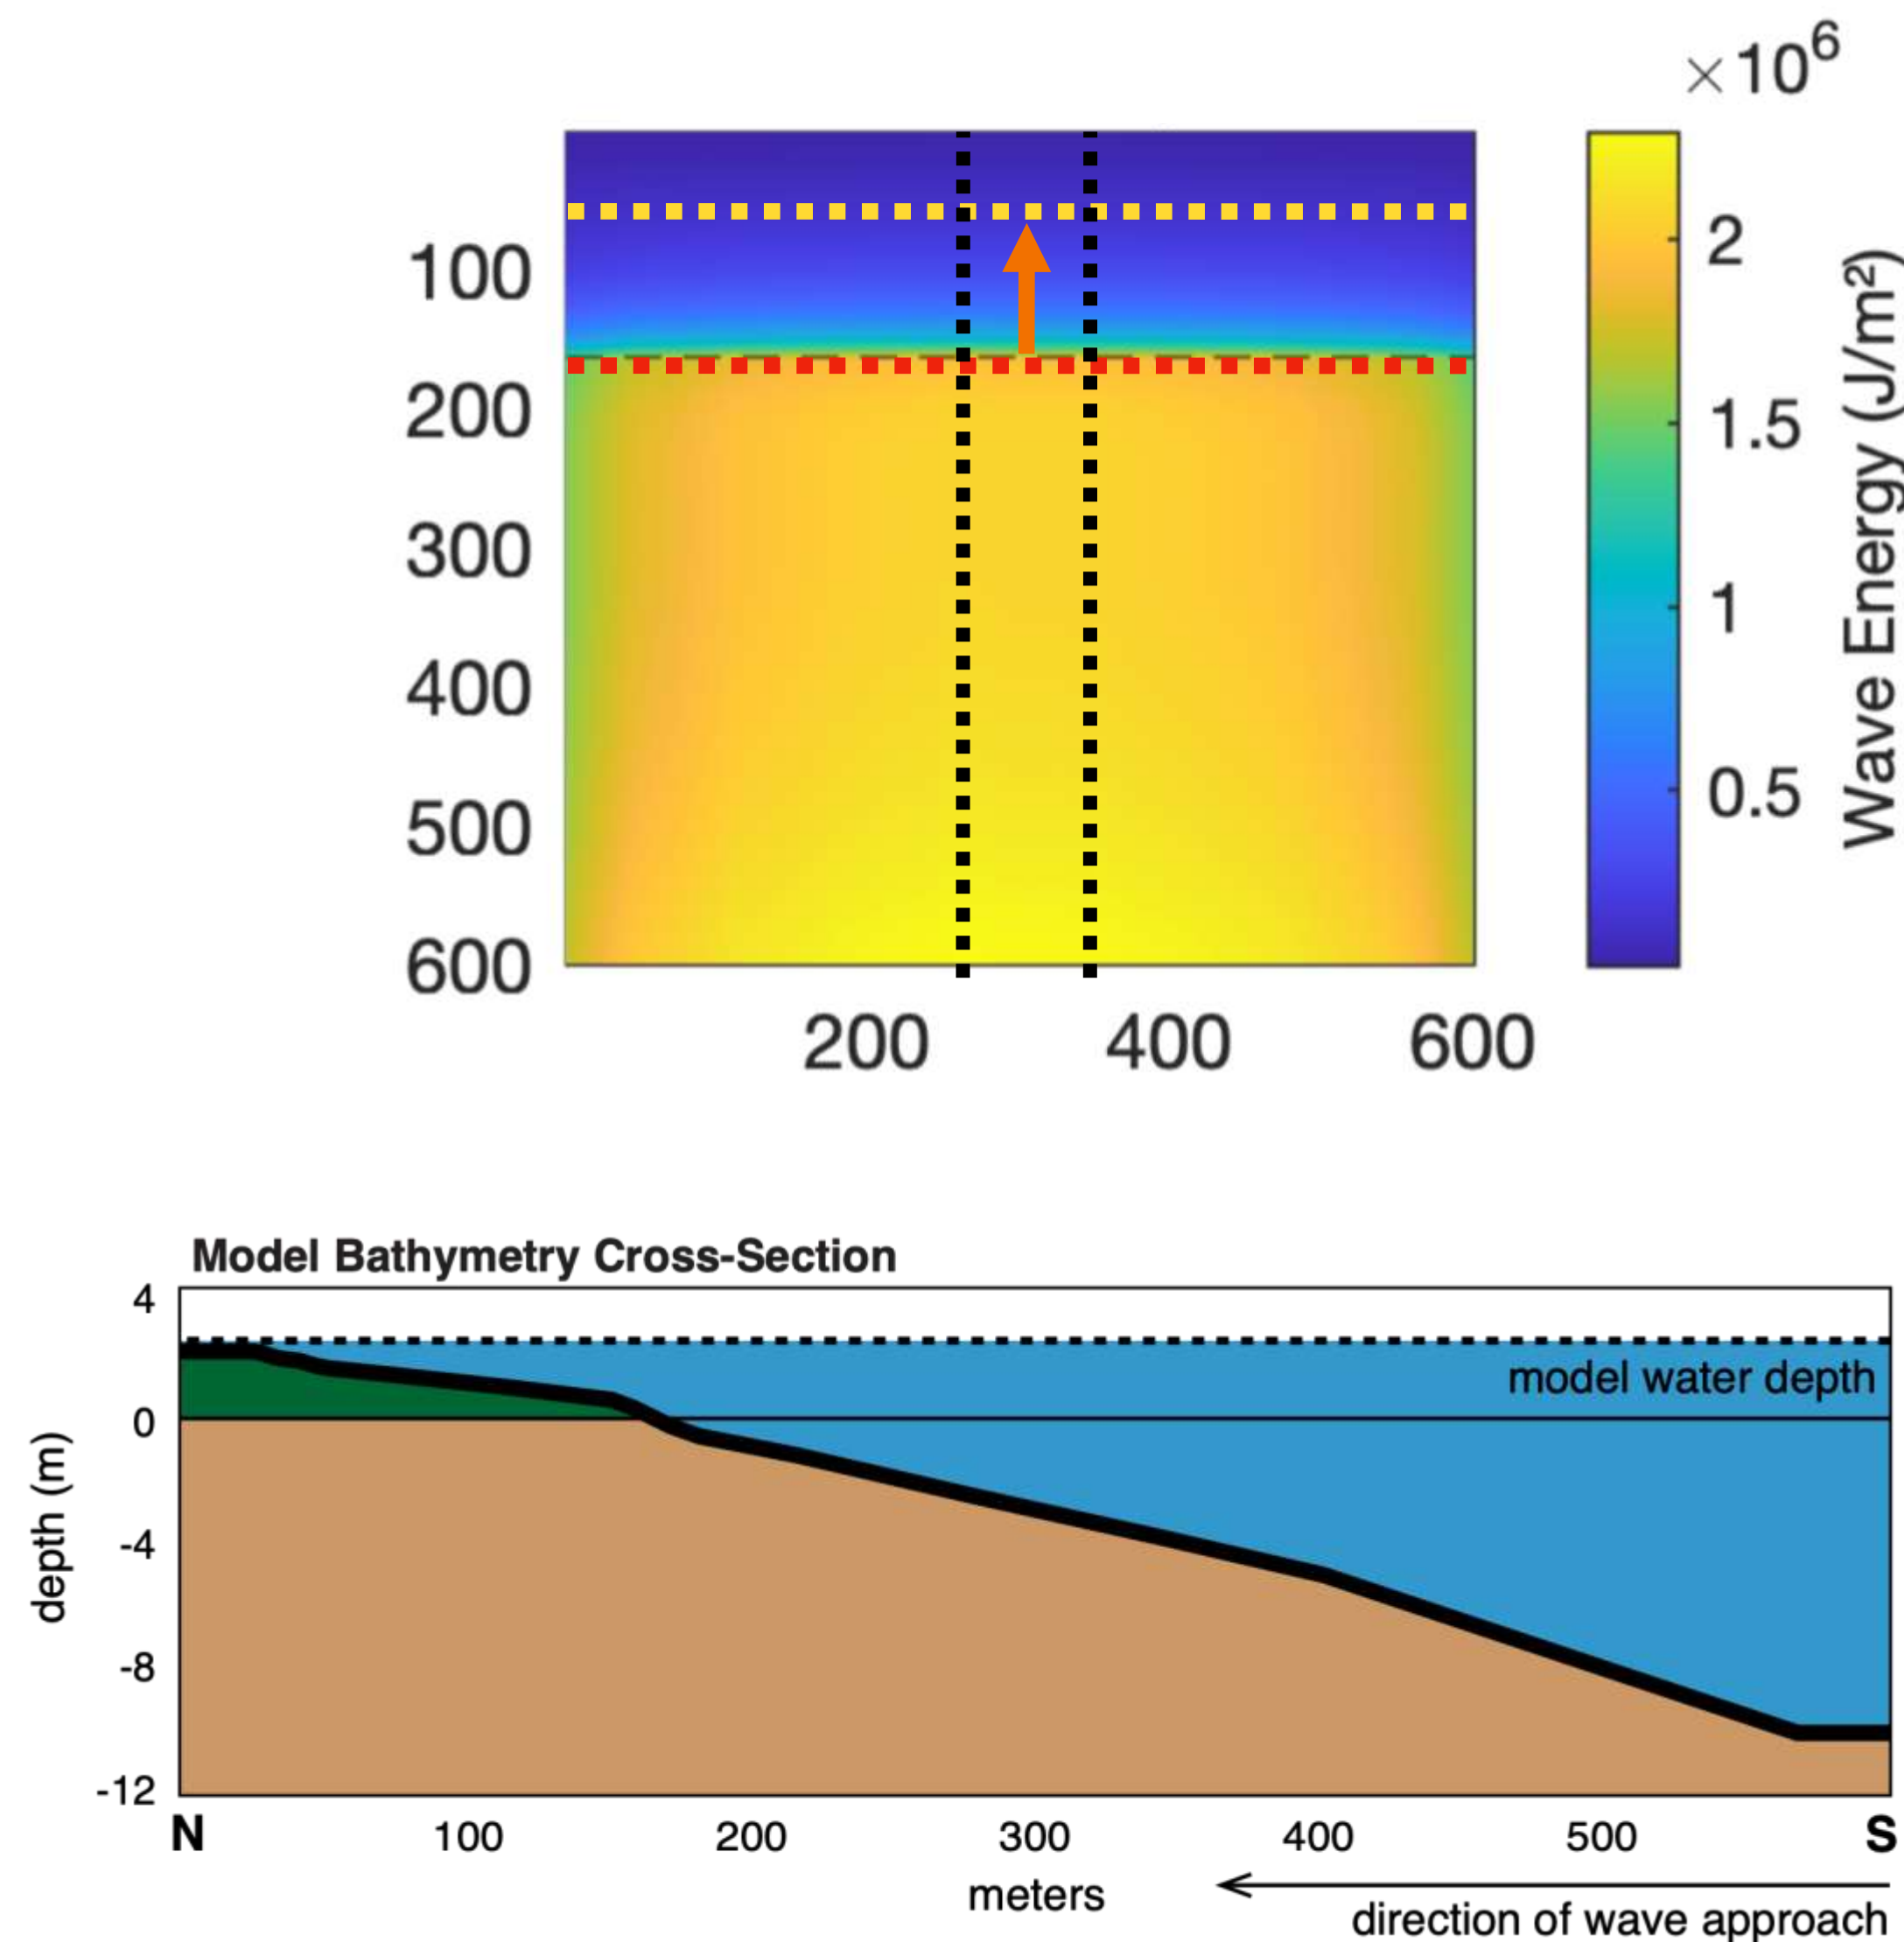 ×10⁶
100
200
300
400
500
600
200 400 600
2
1.5
1
0.5
Wave Energy (J/m²)
Model Bathymetry Cross-Section
4
0
-4
-8
-12
depth (m)
model water depth
N 100 200 300 400 500 S
meters
direction of wave approach